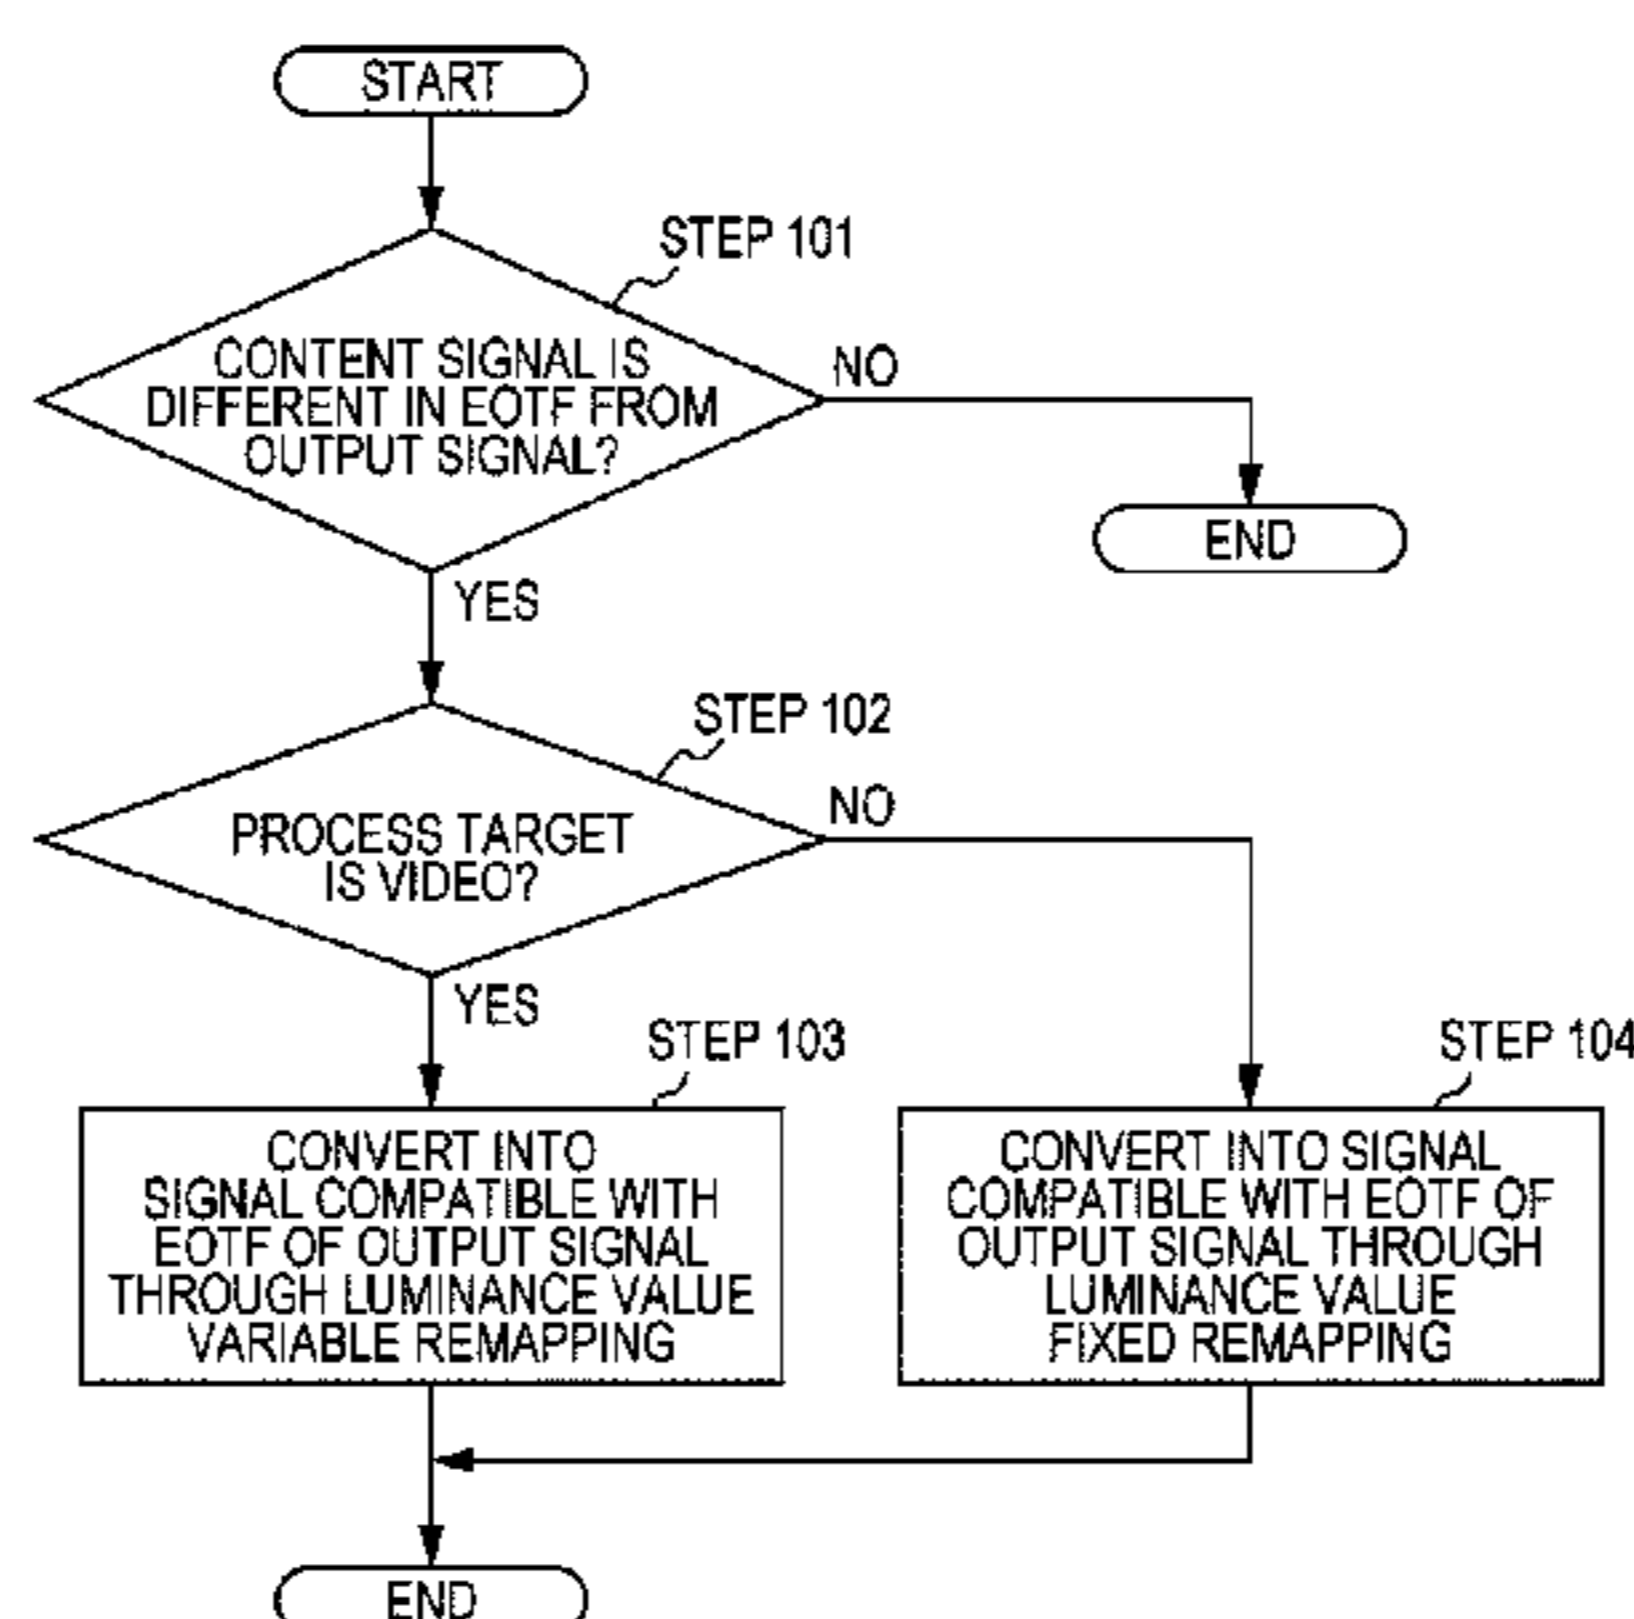 START
STEP 101
CONTENT SIGNAL IS
DIFFERENT IN EOTF FROM
OUTPUT SIGNAL?
NO
END
YES
STEP 102
PROCESS TARGET
IS VIDEO?
NO
YES
STEP 103
CONVERT INTO
SIGNAL COMPATIBLE WITH
EOTF OF OUTPUT SIGNAL
THROUGH LUMINANCE VALUE
VARIABLE REMAPPING
STEP 104
CONVERT INTO SIGNAL
COMPATIBLE WITH EOTF OF
OUTPUT SIGNAL THROUGH
LUMINANCE VALUE
FIXED REMAPPING
END